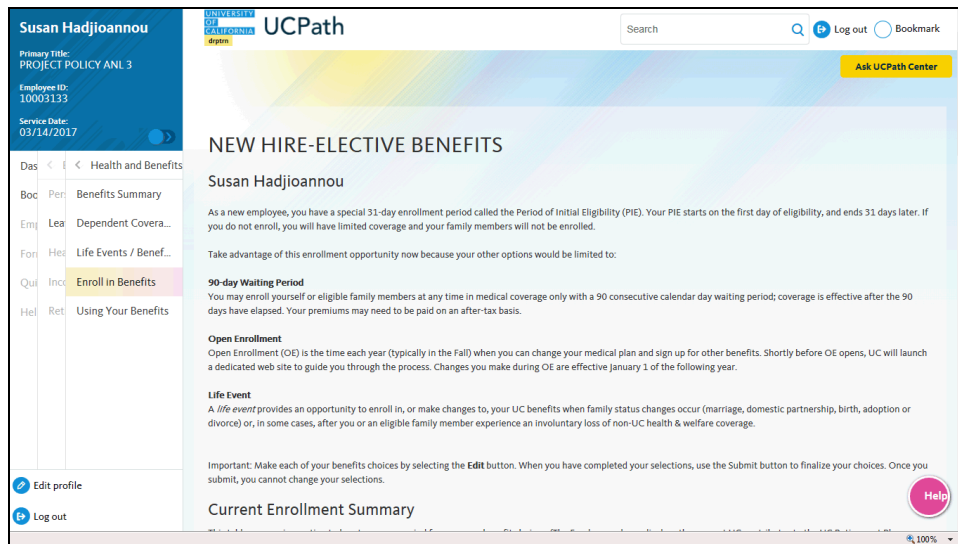 Susan Hadjioannou
Primary Title:
PROJECT POLICY ANL 3
Employee ID:
10003133
Service Date:
03/14/2017
UNIVERSITY
OF
CALIFORNIA
drptrn
UCPath
Search
Log out
Bookmark
Ask UCPath Center
Das
Boo
Emp
For
Qui
Hel
Per
Lea
Hea
Inco
Ret
Health and Benefits
Benefits Summary
Dependent Covera...
Life Events / Benef...
Enroll in Benefits
Using Your Benefits
Edit profile
Log out
NEW HIRE-ELECTIVE BENEFITS
Susan Hadjioannou
As a new employee, you have a special 31-day enrollment period called the Period of Initial Eligibility (PIE). Your PIE starts on the first day of eligibility, and ends 31 days later. If
you do not enroll, you will have limited coverage and your family members will not be enrolled.
Take advantage of this enrollment opportunity now because your other options would be limited to:
90-day Waiting Period
You may enroll yourself or eligible family members at any time in medical coverage only with a 90 consecutive calendar day waiting period; coverage is effective after the 90
days have elapsed. Your premiums may need to be paid on an after-tax basis.
Open Enrollment
Open Enrollment (OE) is the time each year (typically in the Fall) when you can change your medical plan and sign up for other benefits. Shortly before OE opens, UC will launch
a dedicated web site to guide you through the process. Changes you make during OE are effective January 1 of the following year.
Life Event
A life event provides an opportunity to enroll in, or make changes to, your UC benefits when family status changes occur (marriage, domestic partnership, birth, adoption or
divorce) or, in some cases, after you or an eligible family member experience an involuntary loss of non-UC health & welfare coverage.
Important: Make each of your benefits choices by selecting the Edit button. When you have completed your selections, use the Submit button to finalize your choices. Once you
submit, you cannot change your selections.
Current Enrollment Summary
Help
100%